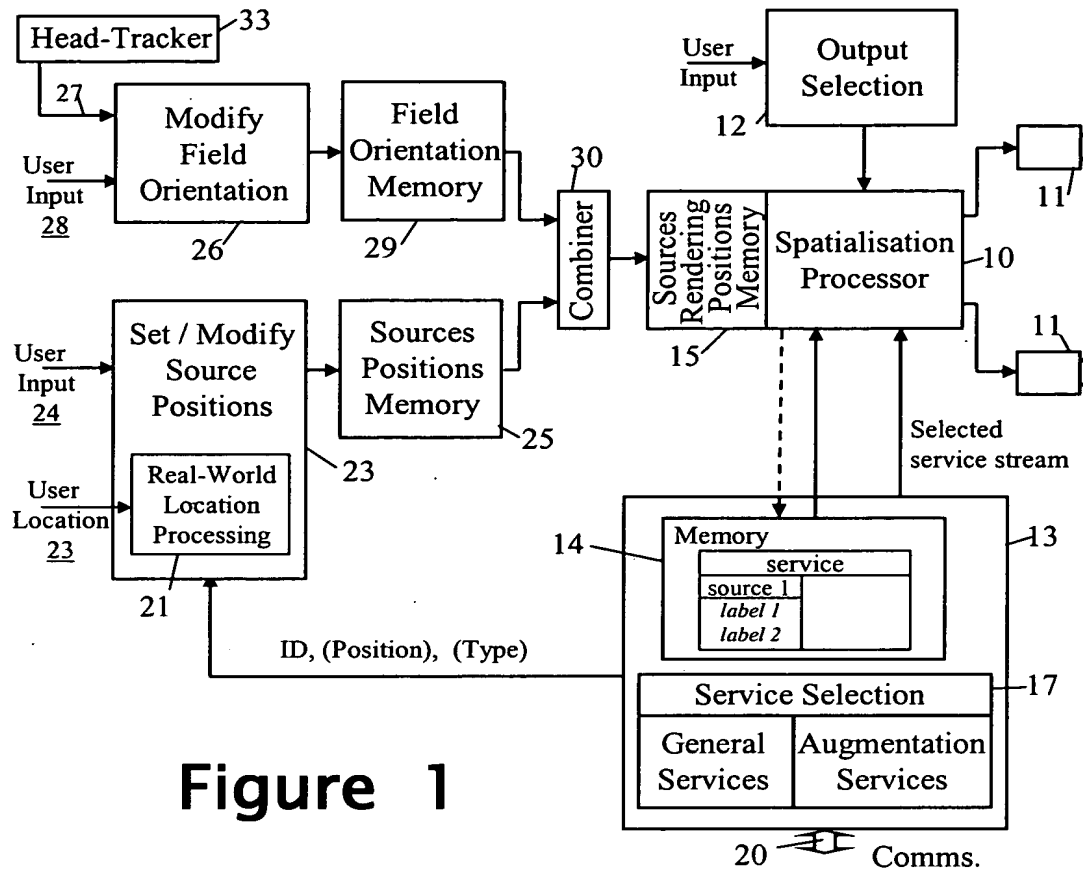 Head-Tracker
33
27
Modify
Field
Orientation
26
User
Input
28
Field
Orientation
Memory
29
30
Combiner
User
Input
Output
Selection
12
Sources
Rendering
Positions
Memory
15
Spatialisation
Processor
10
11
11
Set / Modify
Source
Positions
23
User
Input
24
Sources
Positions
Memory
25
User
Location
23
Real-World
Location
Processing
21
ID, (Position), (Type)
Selected
service stream
13
14
Memory
service
source 1
label 1
label 2
17
Service Selection
General
Services
Augmentation
Services
20
Comms.
Figure 1